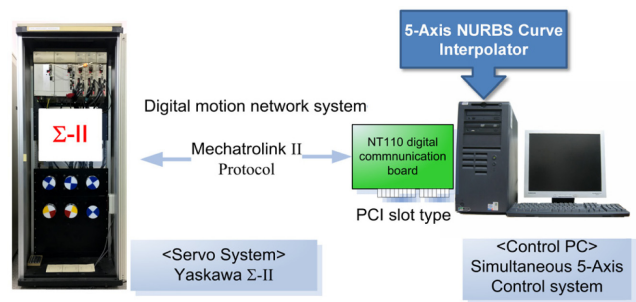 5-Axis NURBS Curve
Interpolator
Σ-II
Digital motion network system
Mechatrolink II
Protocol
NT110 digital
commnunication
board
PCI slot type
<Servo System>
Yaskawa Σ-II
<Control PC>
Simultaneous 5-Axis
Control system